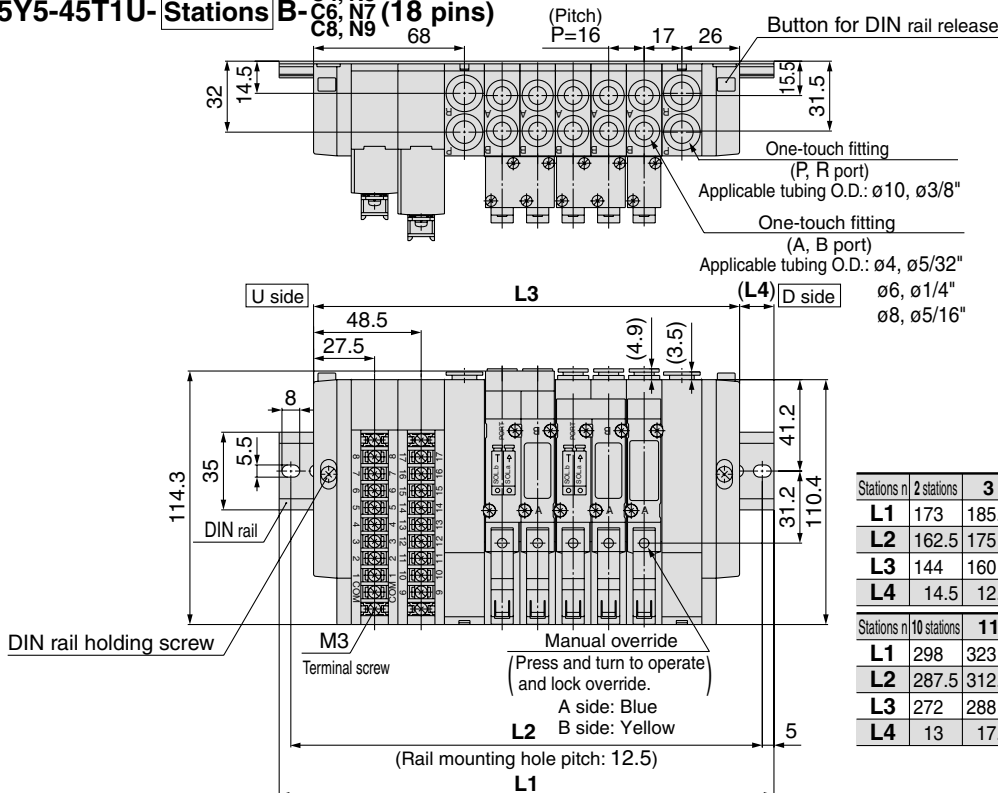 5Y5-45T1U- Stations B- C6, N7 (18 pins)
C8, N9
68
(Pitch)
P=16
17
26
Button for DIN rail release
32
14.5
15.5
31.5
One-touch fitting
(P, R port)
Applicable tubing O.D.: ø10, ø3/8"
One-touch fitting
(A, B port)
Applicable tubing O.D.: ø4, ø5/32"
ø6, ø1/4"
ø8, ø5/16"
U side
L3
(L4)
D side
48.5
27.5
(4.9)
(3.5)
8
5.5
35
114.3
41.2
31.2
110.4
DIN rail
DIN rail holding screw
M3
Terminal screw
Manual override
(Press and turn to operate
and lock override.)
A side: Blue
B side: Yellow
L2
5
(Rail mounting hole pitch: 12.5)
L1
Stations n 2 stations 3
L1 173 185.
L2 162.5 175
L3 144 160
L4 14.5 12.
Stations n 10 stations 11
L1 298 323
L2 287.5 312.
L3 272 288
L4 13 17.